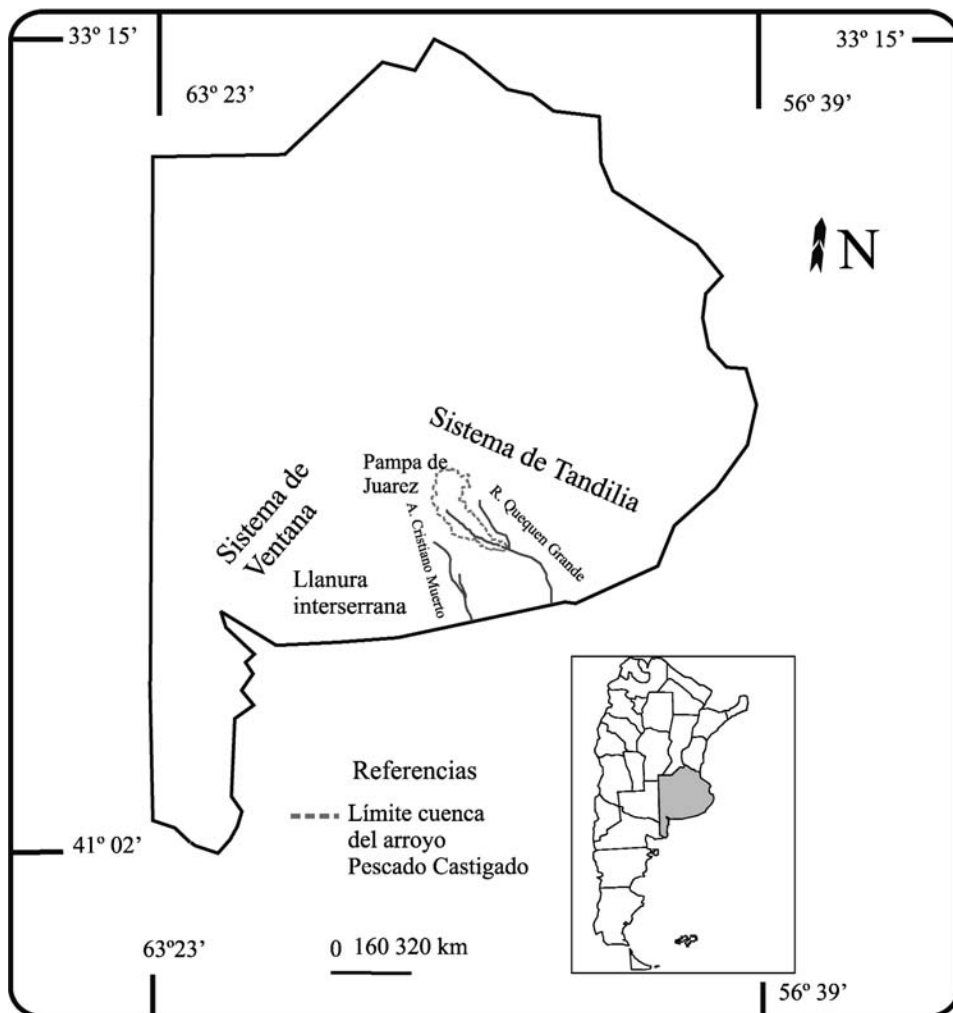 33º 15’
33º 15’
63º 23’
56º 39’
N
Sistema de Tandilia
Pampa de
Juarez
R. Quequen Grande
A. Cristiano Muerto
Sistema de
Ventana
Llanura
interserrana
Referencias
Límite cuenca
del arroyo
Pescado Castigado
41º 02’
63º23’
0 160 320 km
56º 39’